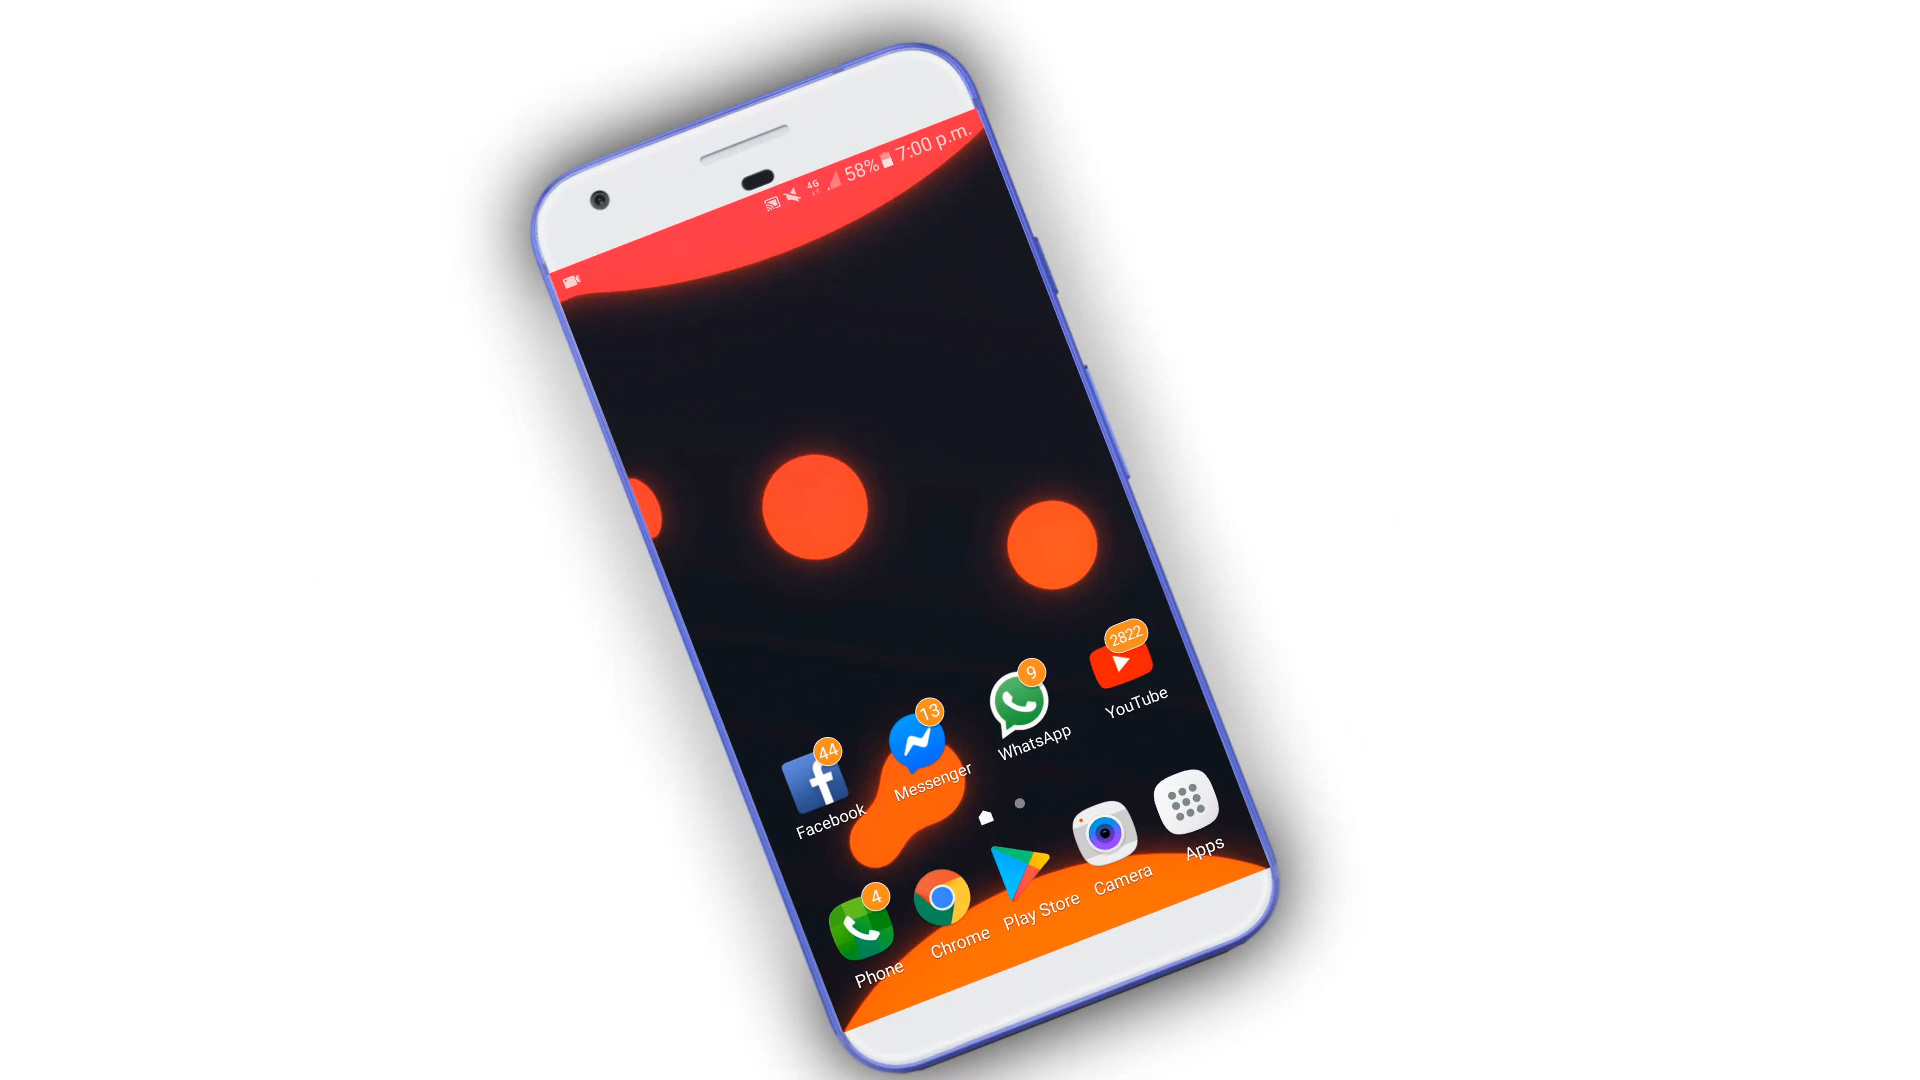 4G 58% 7:00 p.m.
2822
YouTube
9
WhatsApp
13
Messenger
44
Facebook
Apps
Camera
Play Store
Chrome
4
Phone